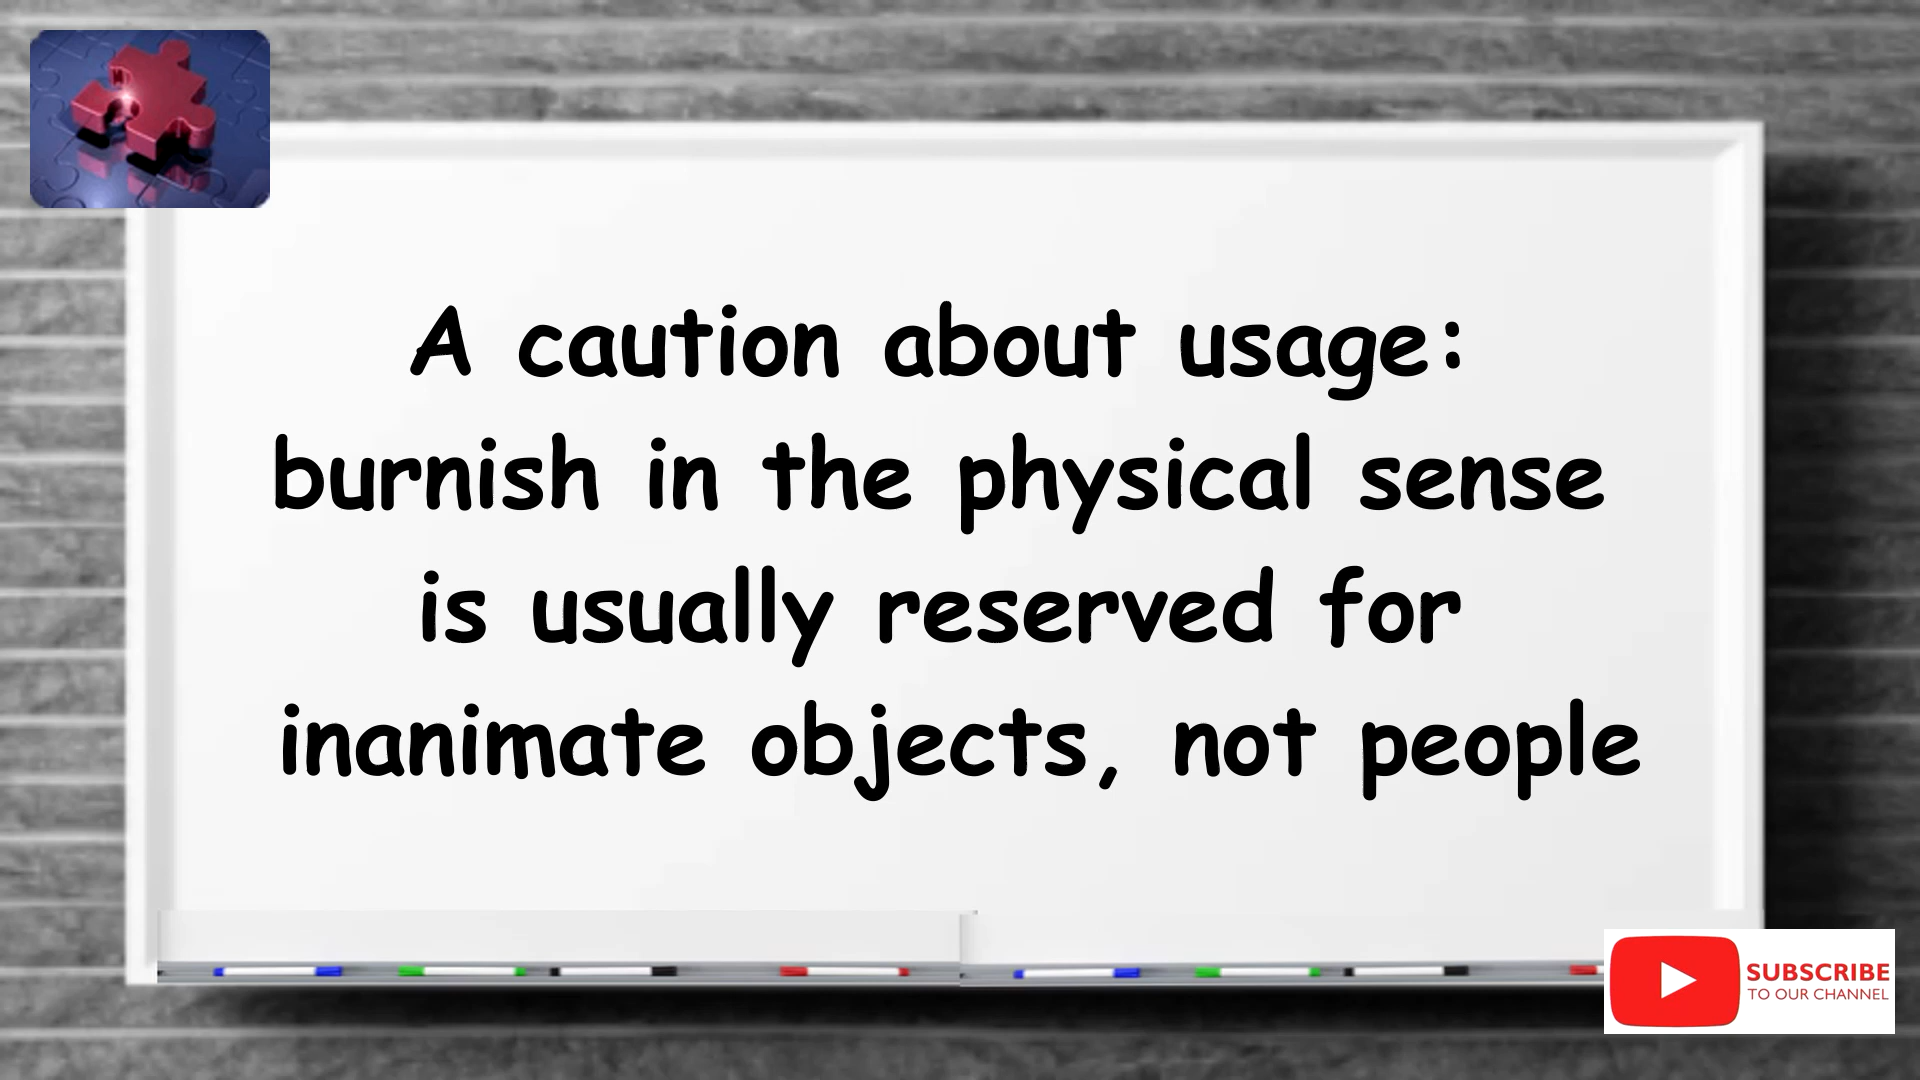 A caution about usage:
burnish in the physical sense
is usually reserved for
inanimate objects, not people
SUBSCRIBE
TO OUR CHANNEL